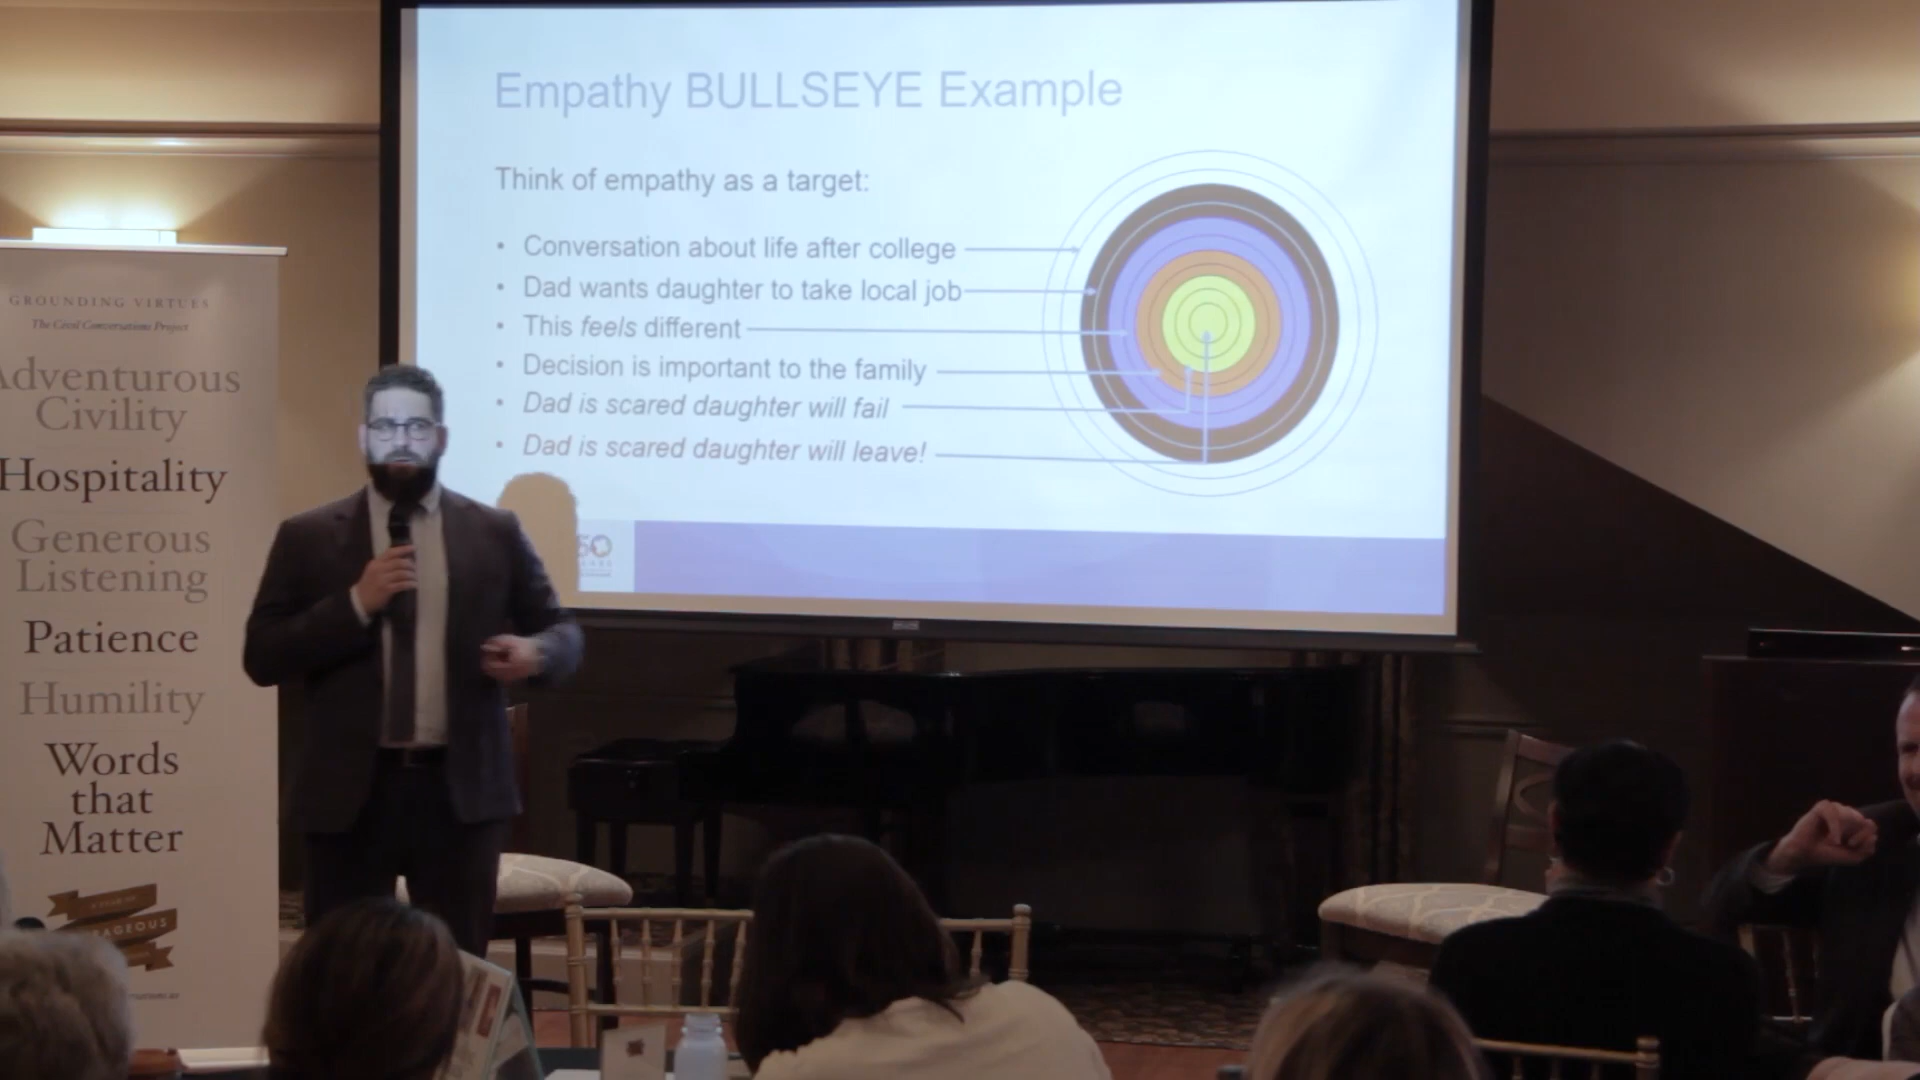 Empathy BULLSEYE Example
Think of empathy as a target:
• Conversation about life after college
• Dad wants daughter to take local job
• This feels different
• Decision is important to the family
• Dad is scared daughter will fail
• Dad is scared daughter will leave!
50
GROUNDING VIRTUES
The Civil Conversations Project
Adventurous
Civility
Hospitality
Generous
Listening
Patience
Humility
Words
that
Matter